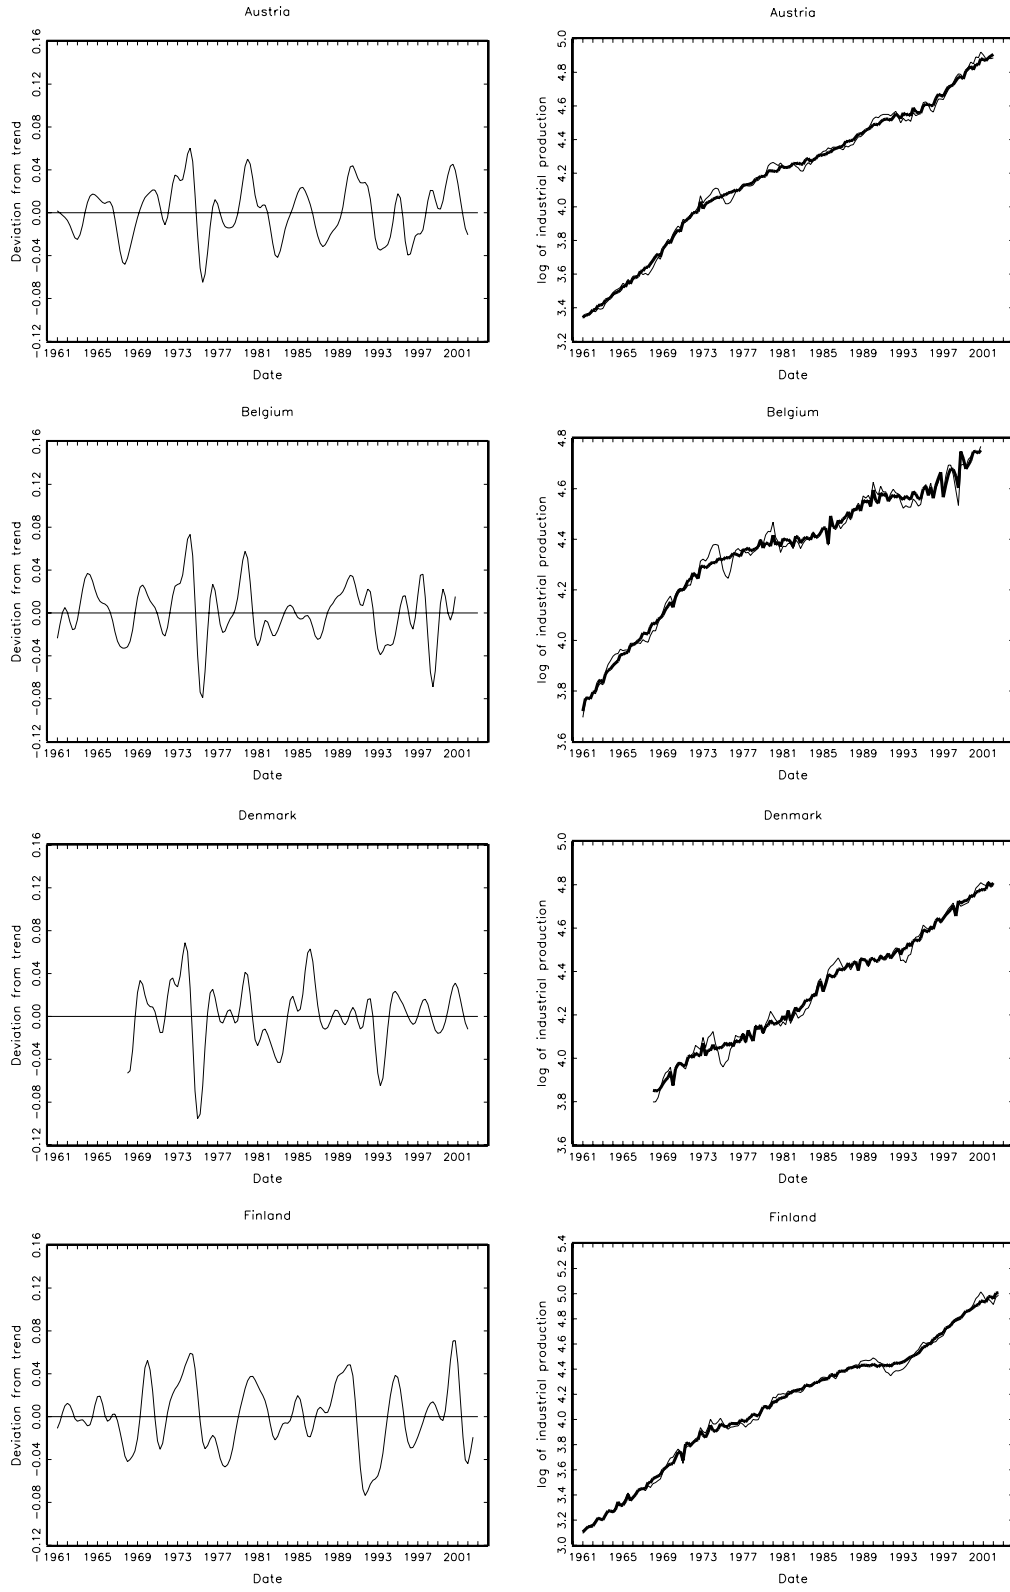 Austria
Deviation from trend
0.16
0.12
0.08
0.04
0.00
-0.04
-0.08
-0.12
1961 1965 1969 1973 1977 1981 1985 1989 1993 1997 2001
Date
Austria
log of industrial production
5.0
4.8
4.6
4.4
4.2
4.0
3.8
3.6
3.4
3.2
1961 1965 1969 1973 1977 1981 1985 1989 1993 1997 2001
Date
Belgium
Deviation from trend
0.16
0.12
0.08
0.04
0.00
-0.04
-0.08
-0.12
1961 1965 1969 1973 1977 1981 1985 1989 1993 1997 2001
Date
Belgium
log of industrial production
4.8
4.6
4.4
4.2
4.0
3.8
3.6
1961 1965 1969 1973 1977 1981 1985 1989 1993 1997 2001
Date
Denmark
Deviation from trend
0.16
0.12
0.08
0.04
0.00
-0.04
-0.08
-0.12
1961 1965 1969 1973 1977 1981 1985 1989 1993 1997 2001
Date
Denmark
log of industrial production
5.0
4.8
4.6
4.4
4.2
4.0
3.8
3.6
1961 1965 1969 1973 1977 1981 1985 1989 1993 1997 2001
Date
Finland
Deviation from trend
0.16
0.12
0.08
0.04
0.00
-0.04
-0.08
-0.12
1961 1965 1969 1973 1977 1981 1985 1989 1993 1997 2001
Date
Finland
log of industrial production
5.4
5.2
5.0
4.8
4.6
4.4
4.2
4.0
3.8
3.6
3.4
3.2
3.0
1961 1965 1969 1973 1977 1981 1985 1989 1993 1997 2001
Date